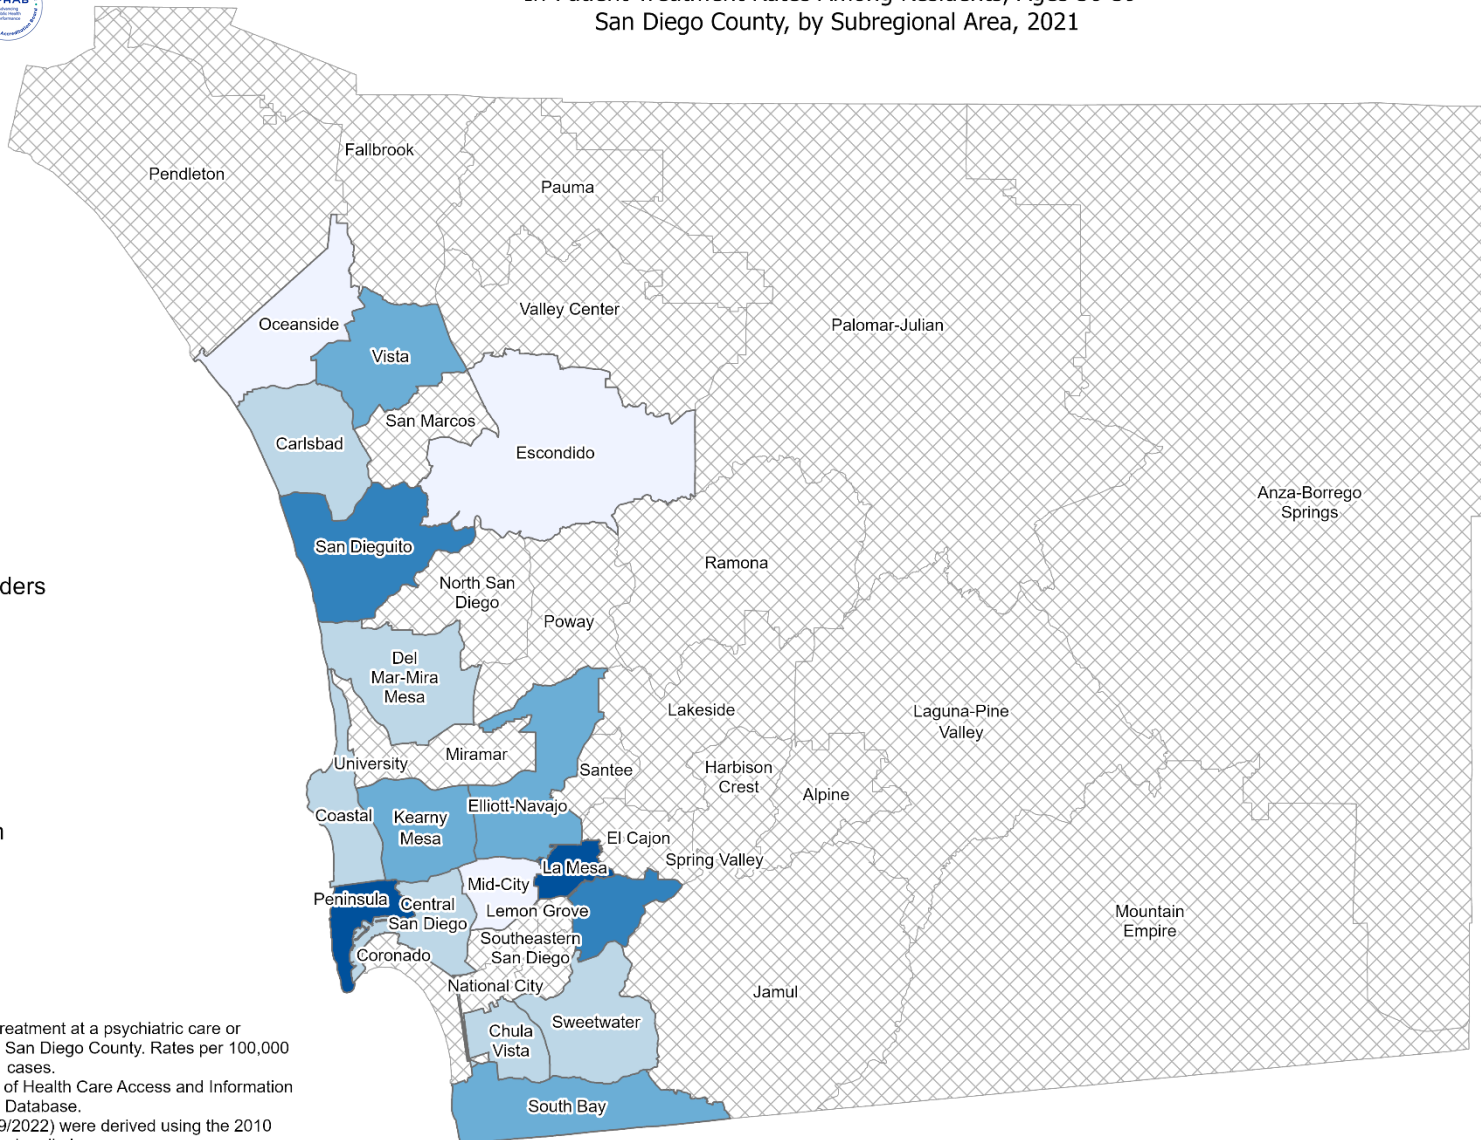 San Diego County, by Subregional Area, 2021
Fallbrook
Pendleton
Pauma
Valley Center
Oceanside
Palomar-Julian
Vista
San Marcos
Carlsbad
Escondido
Anza-Borrego
Springs
San Dieguito
Ramona
North San
Diego
ders
Poway
Del
Mar-Mira
Mesa
Lakeside
Laguna-Pine
Valley
Miramar
University
Santee
Harbison
Crest
Alpine
Elliott-Navajo
Coastal
Kearny
Mesa
El Cajon
Spring Valley
La Mesa
Mid-City
Peninsula
Central
San Diego
Lemon Grove
Mountain
Empire
Southeastern
San Diego
Coronado
National City
Jamul
Sweetwater
Chula
Vista
South Bay
reatment at a psychiatric care or
San Diego County. Rates per 100,000
cases.
of Health Care Access and Information
Database.
9/2022) were derived using the 2010